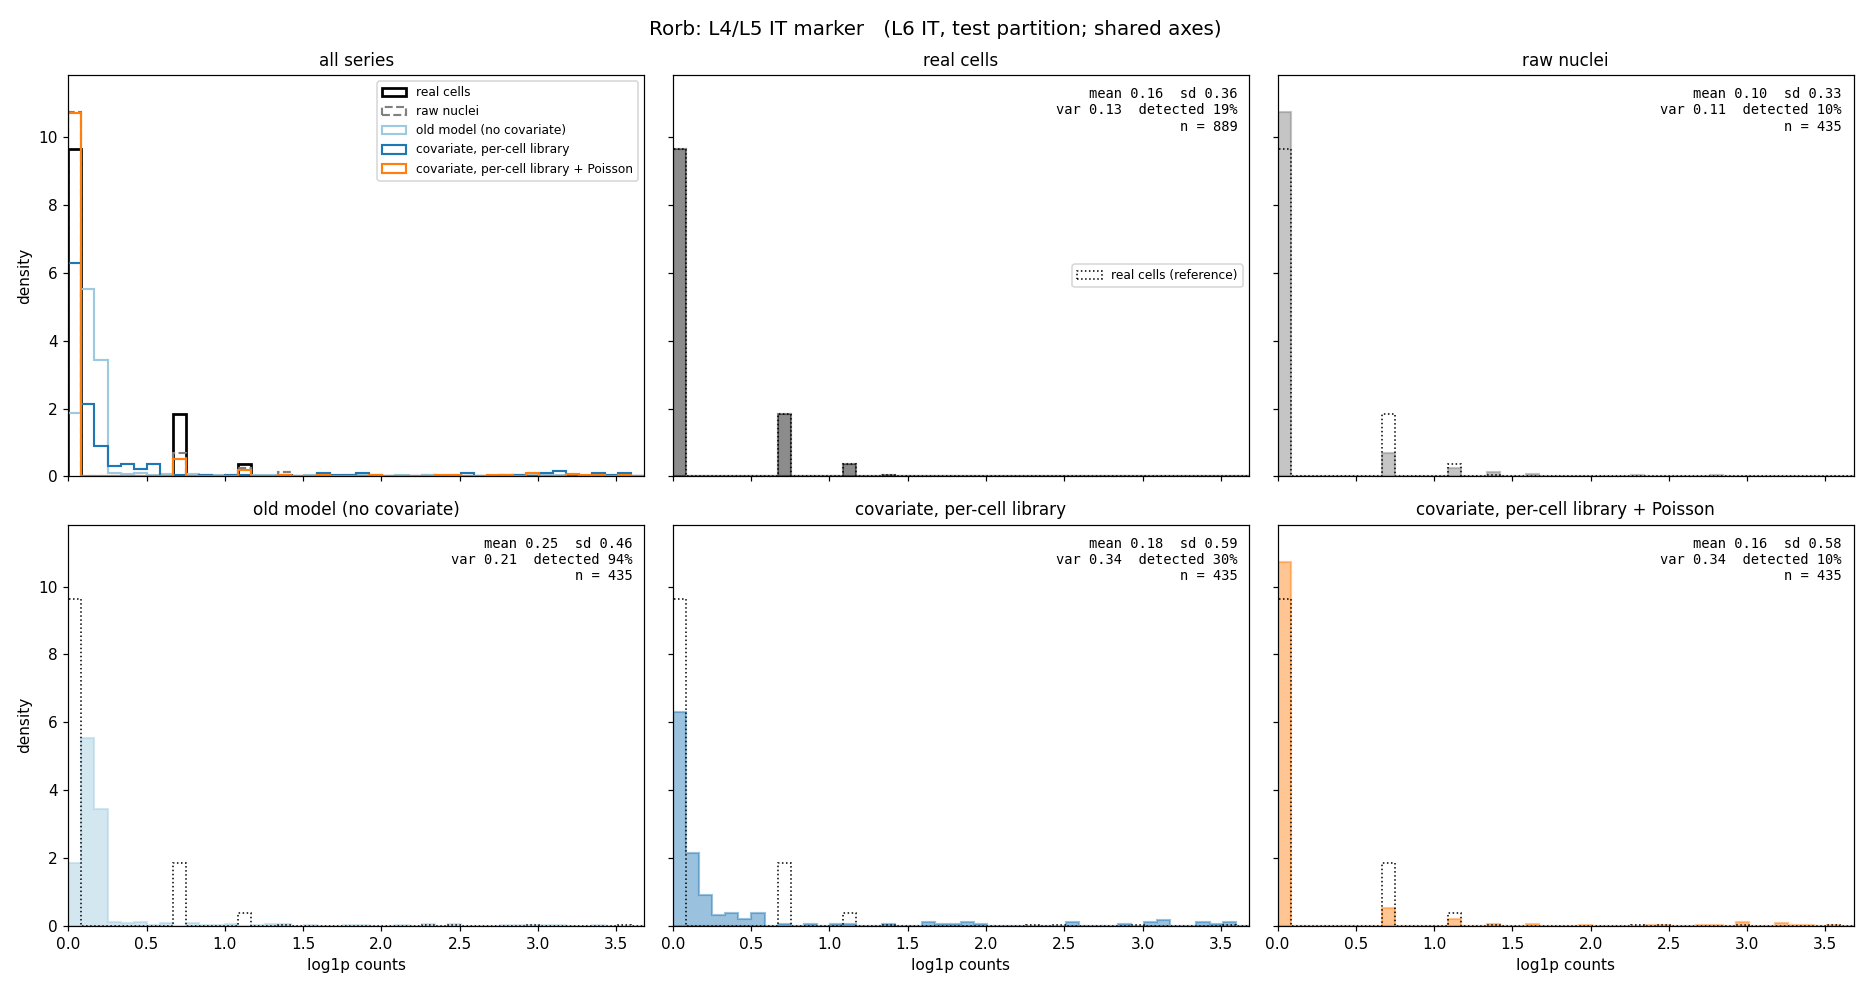 Rorb: L4/L5 IT marker (L6 IT, test partition; shared axes)
all series
real cells
raw nuclei
old model (no covariate)
covariate, per-cell library
covariate, per-cell library + Poisson
density
10
8
6
4
2
0
real cells
mean 0.16 sd 0.36
var 0.13 detected 19%
n = 889
real cells (reference)
raw nuclei
mean 0.10 sd 0.33
var 0.11 detected 10%
n = 435
old model (no covariate)
mean 0.25 sd 0.46
var 0.21 detected 94%
n = 435
density
10
8
6
4
2
0
0.0 0.5 1.0 1.5 2.0 2.5 3.0 3.5
log1p counts
covariate, per-cell library
mean 0.18 sd 0.59
var 0.34 detected 30%
n = 435
0.0 0.5 1.0 1.5 2.0 2.5 3.0 3.5
log1p counts
covariate, per-cell library + Poisson
mean 0.16 sd 0.58
var 0.34 detected 10%
n = 435
0.0 0.5 1.0 1.5 2.0 2.5 3.0 3.5
log1p counts